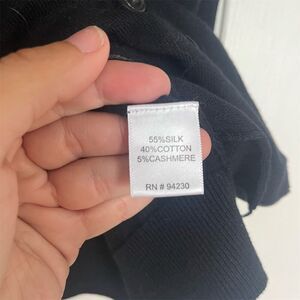 55%SILK
40%COTTON
5%CASHMERE
RN # 94230